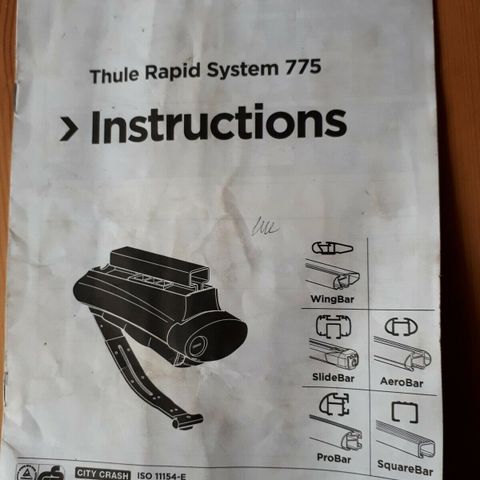 Thule Rapid System 775
› Instructions
WingBar
SlideBar
AeroBar
ProBar
SquareBar
CITY CRASH ISO 11154-E